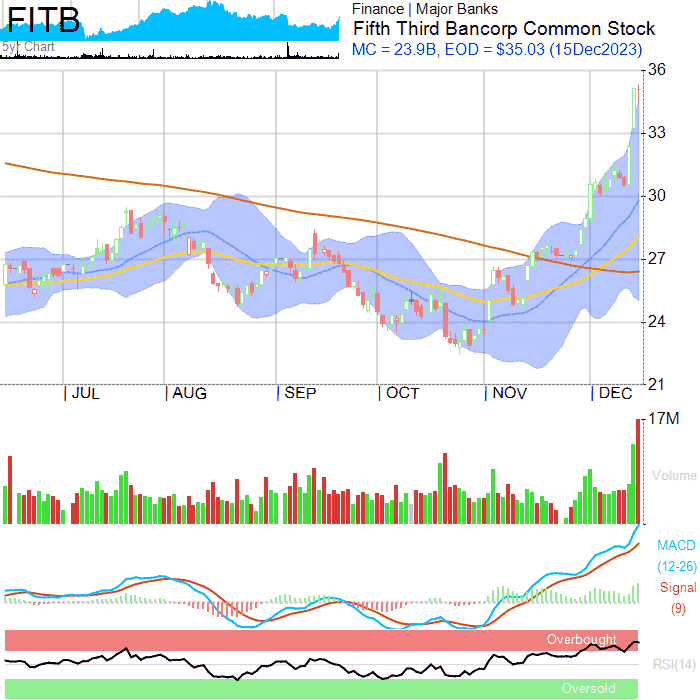 FITB
5yr Chart
Finance | Major Banks
Fifth Third Bancorp Common Stock
MC = 23.9B, EOD = $35.03 (15Dec2023)
36
33
30
27
24
21
| JUL | AUG | SEP | OCT | NOV | DEC
17M
Volume
MACD
(12-26)
Signal
(9)
Overbought
RSI(14)
Oversold